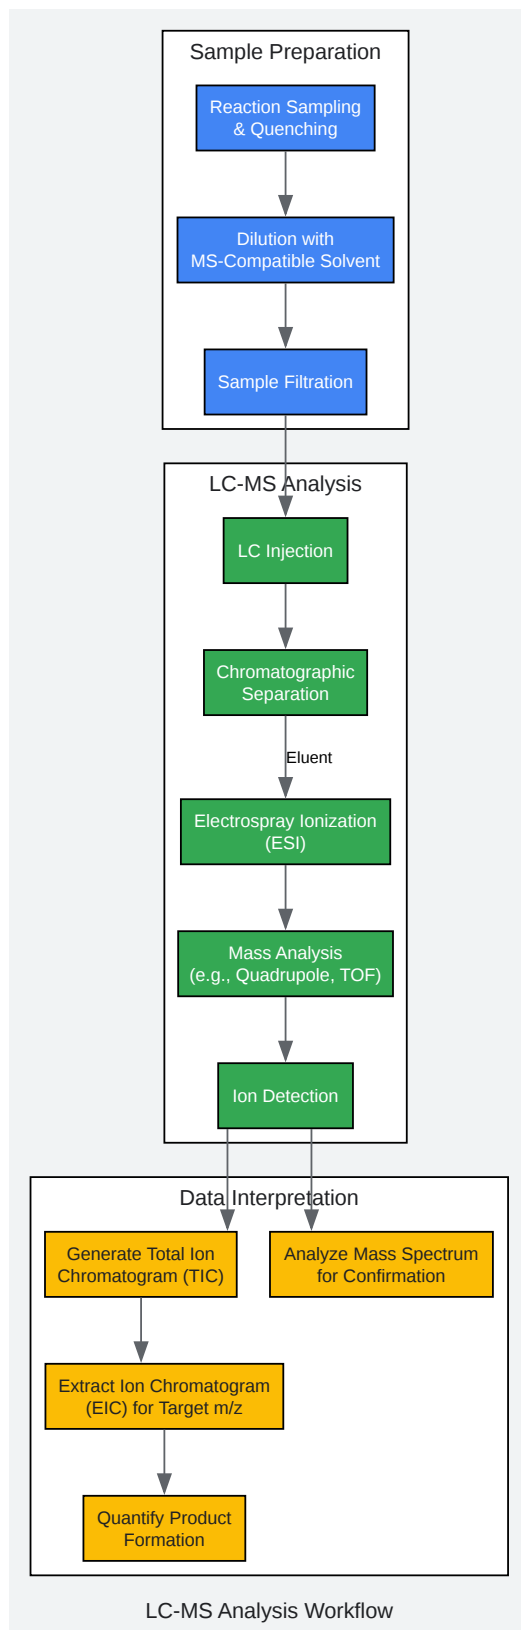 Sample Preparation
Reaction Sampling
& Quenching
Dilution with
MS-Compatible Solvent
Sample Filtration
LC-MS Analysis
LC Injection
Chromatographic
Separation
Eluent
Electrospray Ionization
(ESI)
Mass Analysis
(e.g., Quadrupole, TOF)
Ion Detection
Data Interpretation
Generate Total Ion
Chromatogram (TIC)
Analyze Mass Spectrum
for Confirmation
Extract Ion Chromatogram
(EIC) for Target m/z
Quantify Product
Formation
LC-MS Analysis Workflow